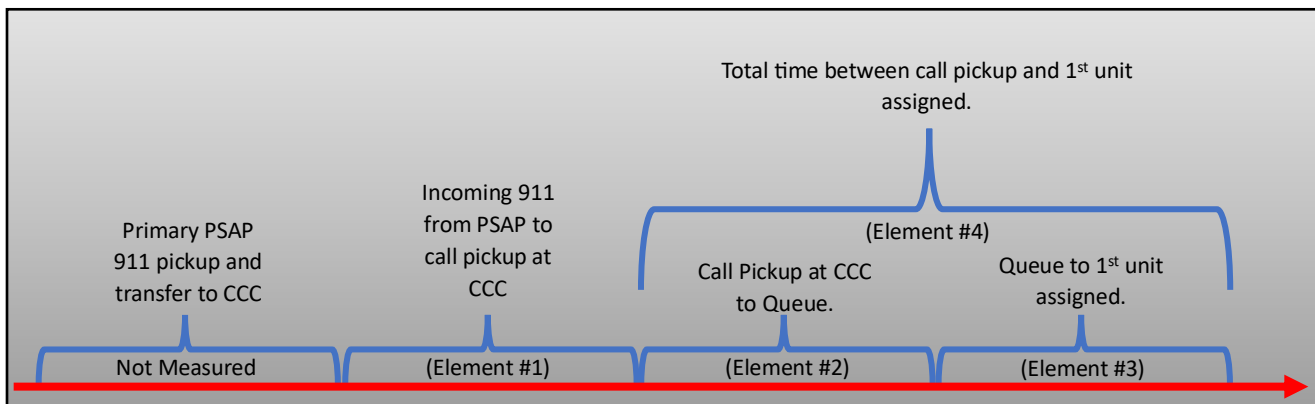 Total time between call pickup and 1st unit
assigned.
Incoming 911
from PSAP to
call pickup at
CCC
Primary PSAP
911 pickup and
transfer to CCC
(Element #4)
Call Pickup at CCC
to Queue.
Queue to 1st unit
assigned.
Not Measured
(Element #1)
(Element #2)
(Element #3)